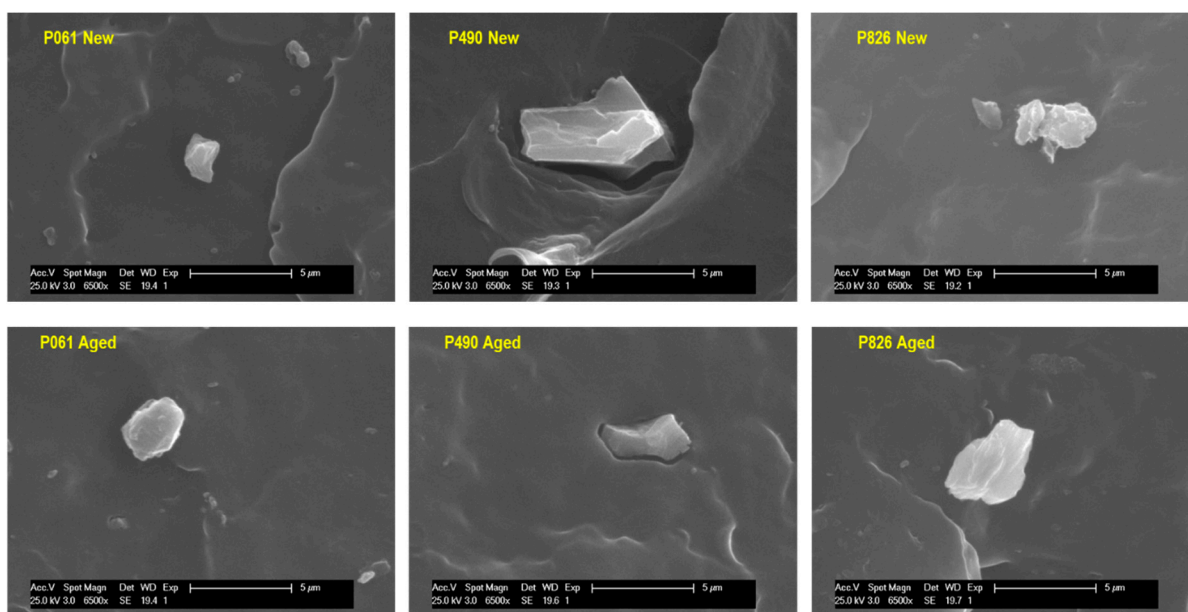 P061 New
Acc.V Spot Magn Det WD Exp
25.0 kV 3.0 6500x SE 19.4 1
5 µm
P490 New
Acc.V Spot Magn Det WD Exp
25.0 kV 3.0 6500x SE 19.3 1
5 µm
P826 New
Acc.V Spot Magn Det WD Exp
25.0 kV 3.0 6500x SE 19.2 1
5 µm
P061 Aged
Acc.V Spot Magn Det WD Exp
25.0 kV 3.0 6500x SE 19.4 1
5 µm
P490 Aged
Acc.V Spot Magn Det WD Exp
25.0 kV 3.0 6500x SE 19.6 1
5 µm
P826 Aged
Acc.V Spot Magn Det WD Exp
25.0 kV 3.0 6500x SE 19.7 1
5 µm